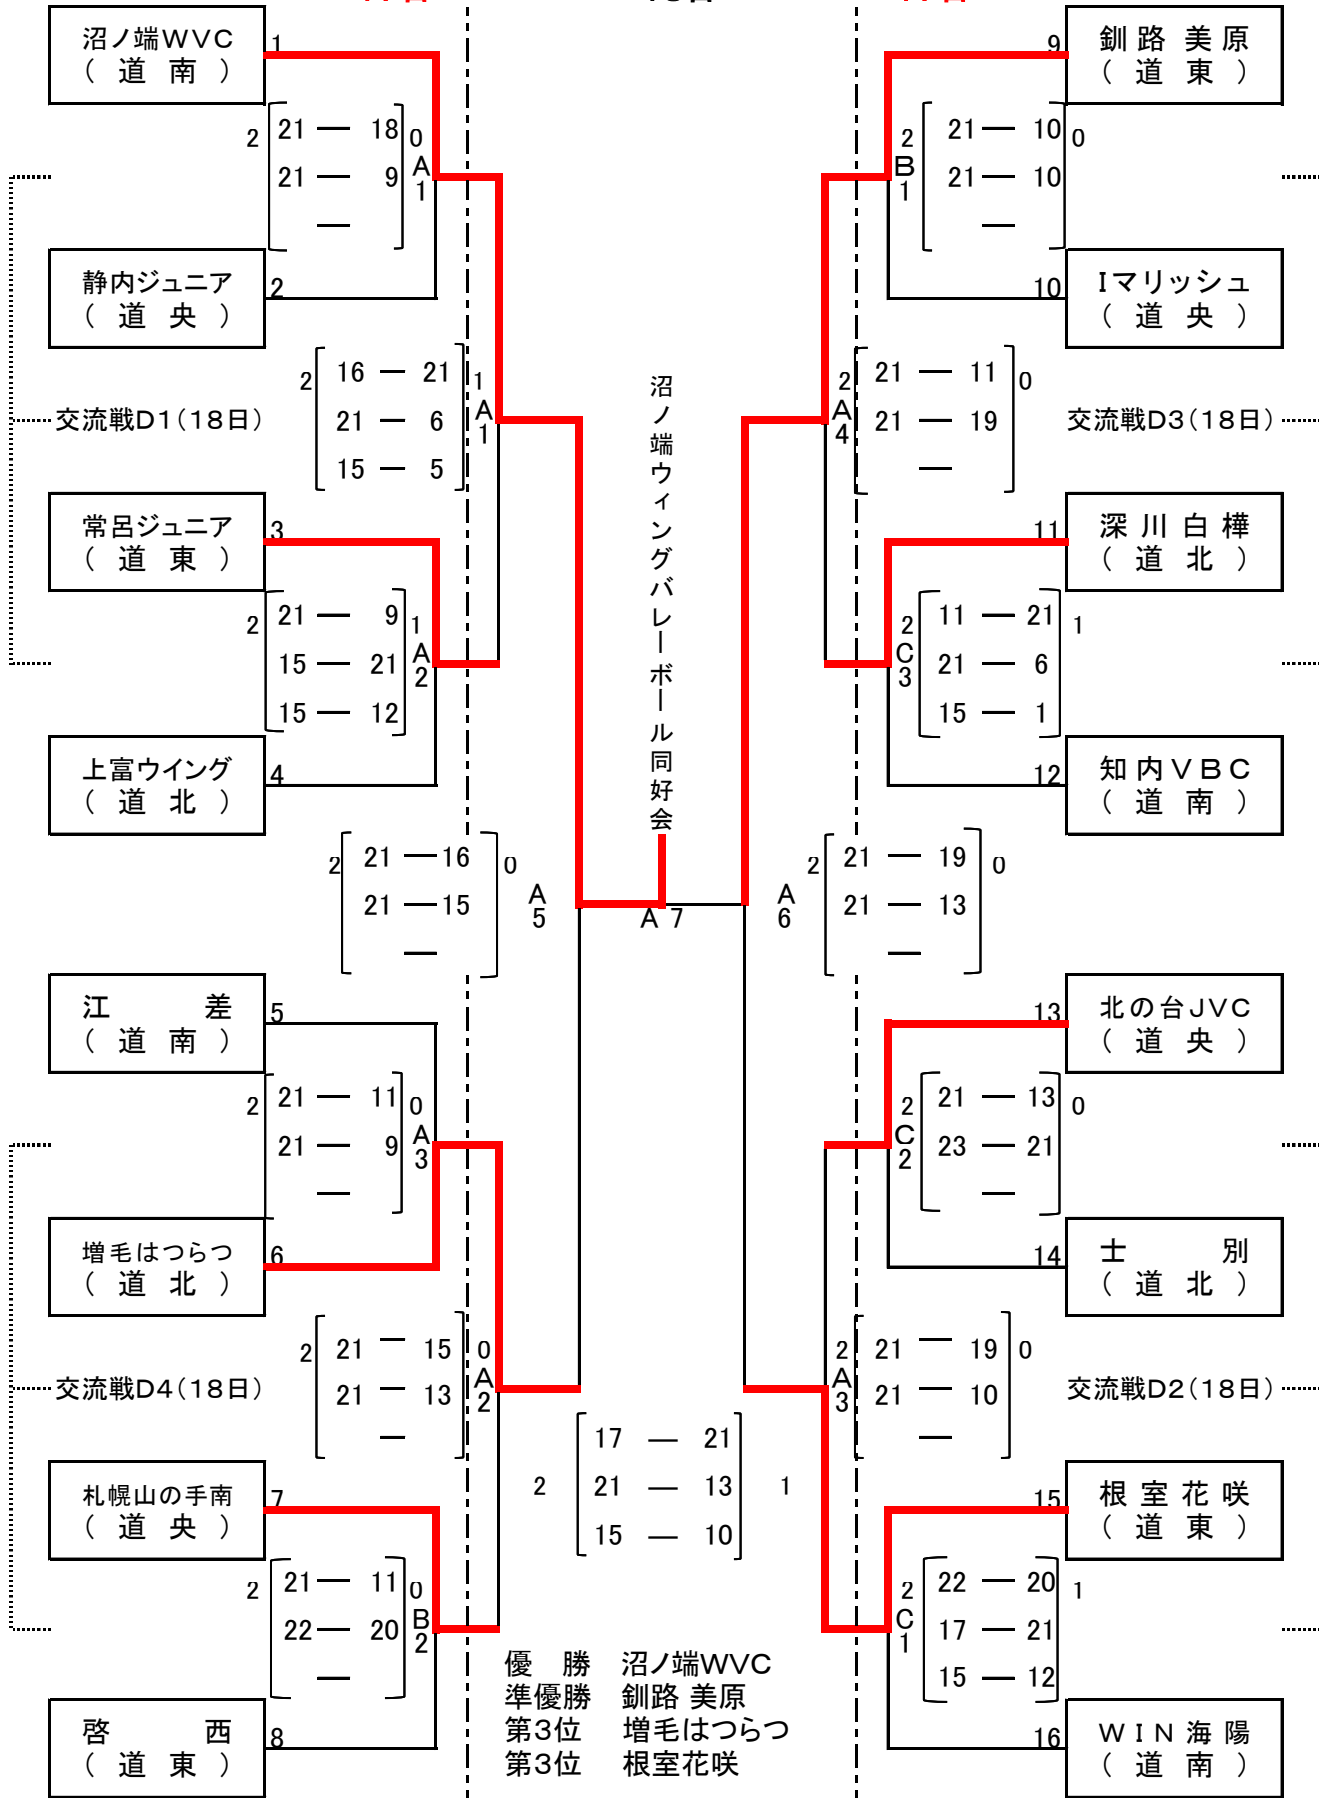 沼ノ端WVC
(道南)
1
2
21 — 18
21 — 9
—
0
A
1
静内ジュニア
(道央)
2
2
16 — 21
21 — 6
15 — 5
1
A
1
交流戦D1(18日)
常呂ジュニア
(道東)
3
2
21 — 9
15 — 21
15 — 12
1
A
2
上富ウイング
(道北)
4
2
21 — 16
21 — 15
—
0
A
5
江差
(道南)
5
2
21 — 11
21 — 9
—
0
A
3
増毛はつらつ
(道北)
6
2
21 — 15
21 — 13
—
0
A
2
交流戦D4(18日)
札幌山の手南
(道央)
7
2
21 — 11
22 — 20
—
0
B
2
啓西
(道東)
8
沼ノ端ウィングバレーボール同好会
A 7
2
17 — 21
21 — 13
15 — 10
1
優 勝 沼ノ端WVC
準優勝 釧路 美原
第3位 増毛はつらつ
第3位 根室花咲
9
釧路美原
(道東)
2
B
1
21 — 10
21 — 10
—
0
10
Iマリッシュ
(道央)
2
A
4
21 — 11
21 — 19
—
0
交流戦D3(18日)
11
深川白樺
(道北)
2
C
3
11 — 21
21 — 6
15 — 1
1
12
知内VBC
(道南)
A
6
2
21 — 19
21 — 13
—
0
13
北の台JVC
(道央)
2
C
2
21 — 13
23 — 21
—
0
14
士別
(道北)
2
A
3
21 — 19
21 — 10
—
0
交流戦D2(18日)
15
根室花咲
(道東)
2
C
1
22 — 20
17 — 21
15 — 12
1
16
WIN海陽
(道南)